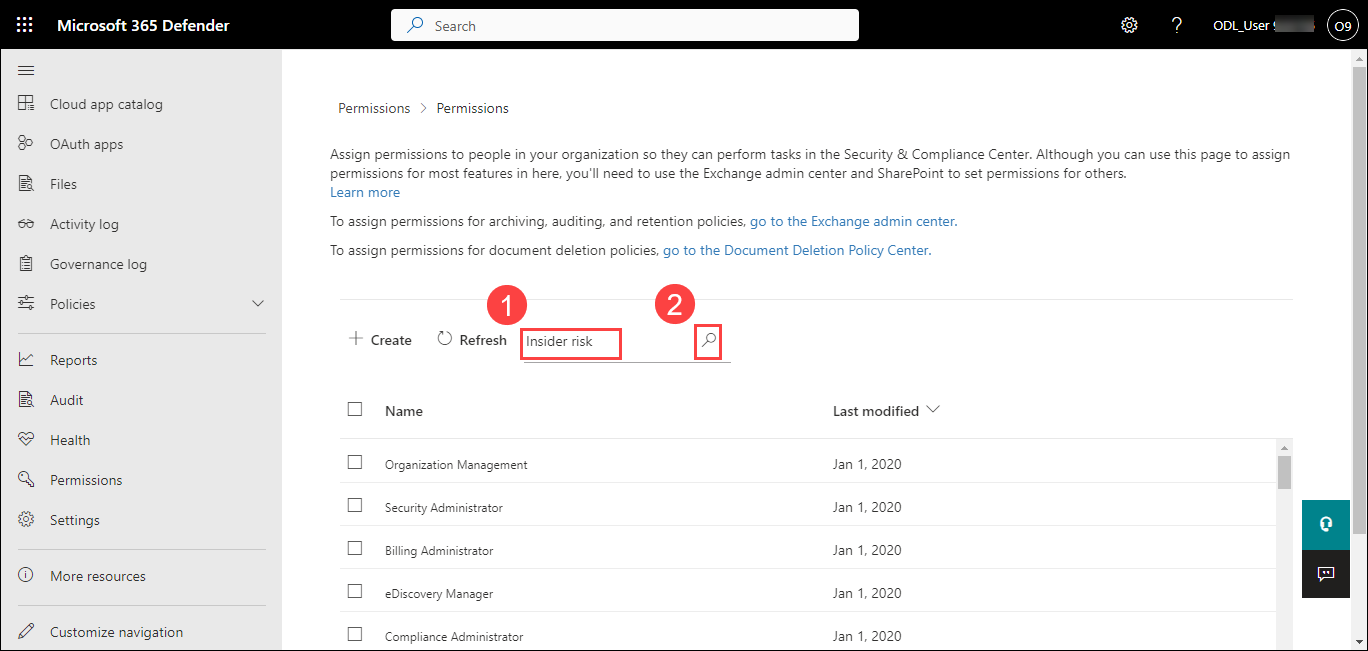 Microsoft 365 Defender
Search
ODL_User
O9
Cloud app catalog
OAuth apps
Files
Activity log
Governance log
Policies
Reports
Audit
Health
Permissions
Settings
More resources
Customize navigation
Permissions > Permissions
Assign permissions to people in your organization so they can perform tasks in the Security & Compliance Center. Although you can use this page to assign
permissions for most features in here, you'll need to use the Exchange admin center and SharePoint to set permissions for others.
Learn more
To assign permissions for archiving, auditing, and retention policies, go to the Exchange admin center.
To assign permissions for document deletion policies, go to the Document Deletion Policy Center.
1
2
Create
Refresh
Insider risk
Name Last modified
Organization Management Jan 1, 2020
Security Administrator Jan 1, 2020
Billing Administrator Jan 1, 2020
eDiscovery Manager Jan 1, 2020
Compliance Administrator Jan 1, 2020